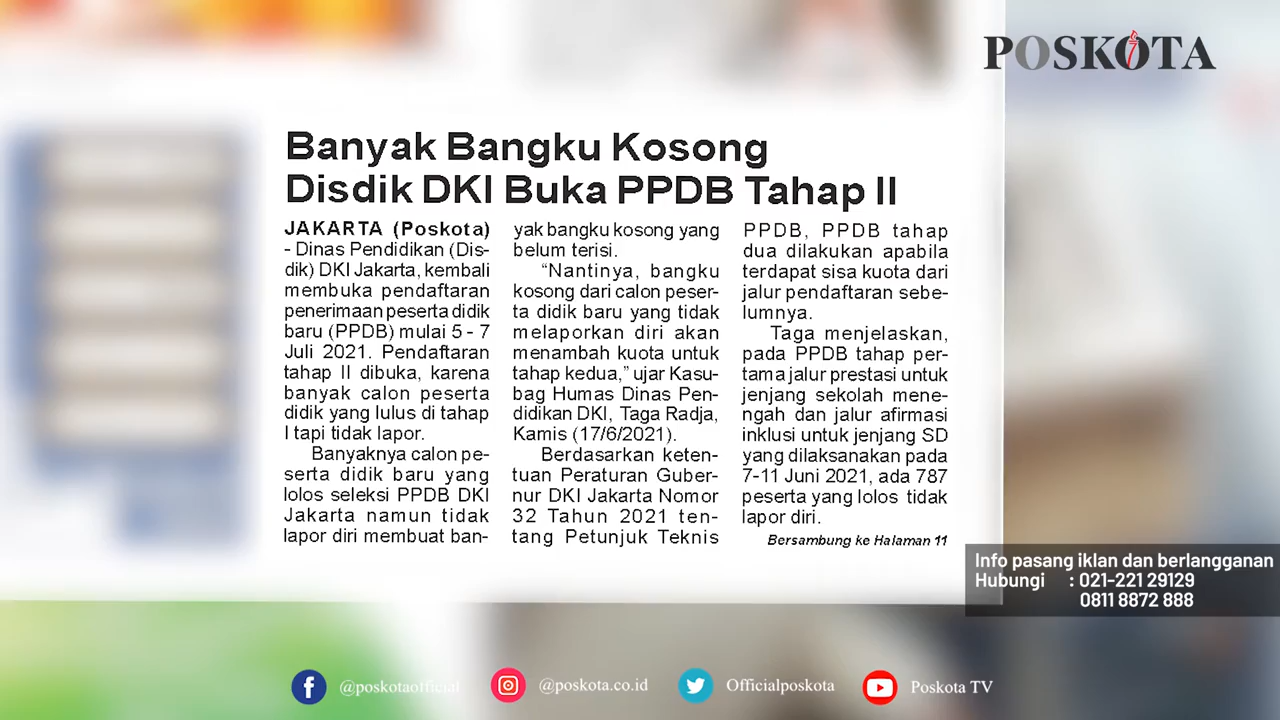 POSKOTA
Banyak Bangku Kosong
Disdik DKI Buka PPDB Tahap II
JAKARTA (Poskota)
- Dinas Pendidikan (Dis-
dik) DKI Jakarta, kembali
membuka pendaftaran
penerimaan peserta didik
baru (PPDB) mulai 5 - 7
Juli 2021. Pendaftaran
tahap II dibuka, karena
banyak calon peserta
didik yang lulus di tahap
I tapi tidak lapor.
Banyaknya calon pe-
serta didik baru yang
lolos seleksi PPDB DKI
Jakarta namun tidak
lapor diri membuat ban-
yak bangku kosong yang
belum terisi.
“Nantinya, bangku
kosong dari calon peser-
ta didik baru yang tidak
melaporkan diri akan
menambah kuota untuk
tahap kedua,” ujar Kasu-
bag Humas Dinas Pen-
didikan DKI, Taga Radja,
Kamis (17/6/2021).
Berdasarkan keten-
tuan Peraturan Guber-
nur DKI Jakarta Nomor
32 Tahun 2021 ten-
tang Petunjuk Teknis
PPDB, PPDB tahap
dua dilakukan apabila
terdapat sisa kuota dari
jalur pendaftaran sebe-
lumnya.
Taga menjelaskan,
pada PPDB tahap per-
tama jalur prestasi untuk
jenjang sekolah mene-
ngah dan jalur afirmasi
inklusi untuk jenjang SD
yang dilaksanakan pada
7-11 Juni 2021, ada 787
peserta yang lolos tidak
lapor diri.
Bersambung ke Halaman 11
Info pasang iklan dan berlangganan
Hubungi : 021-221 29129
0811 8872 888
@poskotaofficial
@poskota.co.id
Officialposkota
Poskota TV